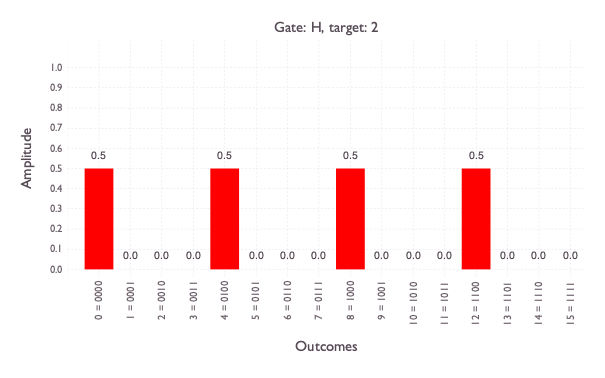 Gate: H, target: 2
Amplitude
1.0
0.9
0.8
0.7
0.6
0.5
0.4
0.3
0.2
0.1
0.0
0.5
0.0
0.0
0.0
0.5
0.0
0.0
0.0
0.5
0.0
0.0
0.0
0.5
0.0
0.0
0.0
0 = 0000
1 = 0001
2 = 0010
3 = 0011
4 = 0100
5 = 0101
6 = 0110
7 = 0111
8 = 1000
9 = 1001
10 = 1010
11 = 1011
12 = 1100
13 = 1101
14 = 1110
15 = 1111
Outcomes